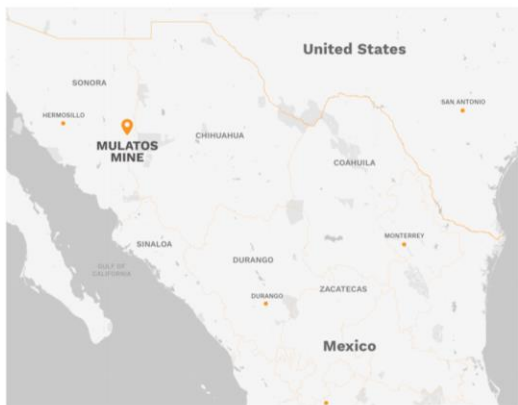 United States
SONORA
SAN ANTONIO
HERMOSILLO
CHIHUAHUA
MULATOS
MINE
COAHUILA
MONTERREY
SINALOA
DURANGO
GULF OF
CALIFORNIA
ZACATECAS
DURANGO
Mexico